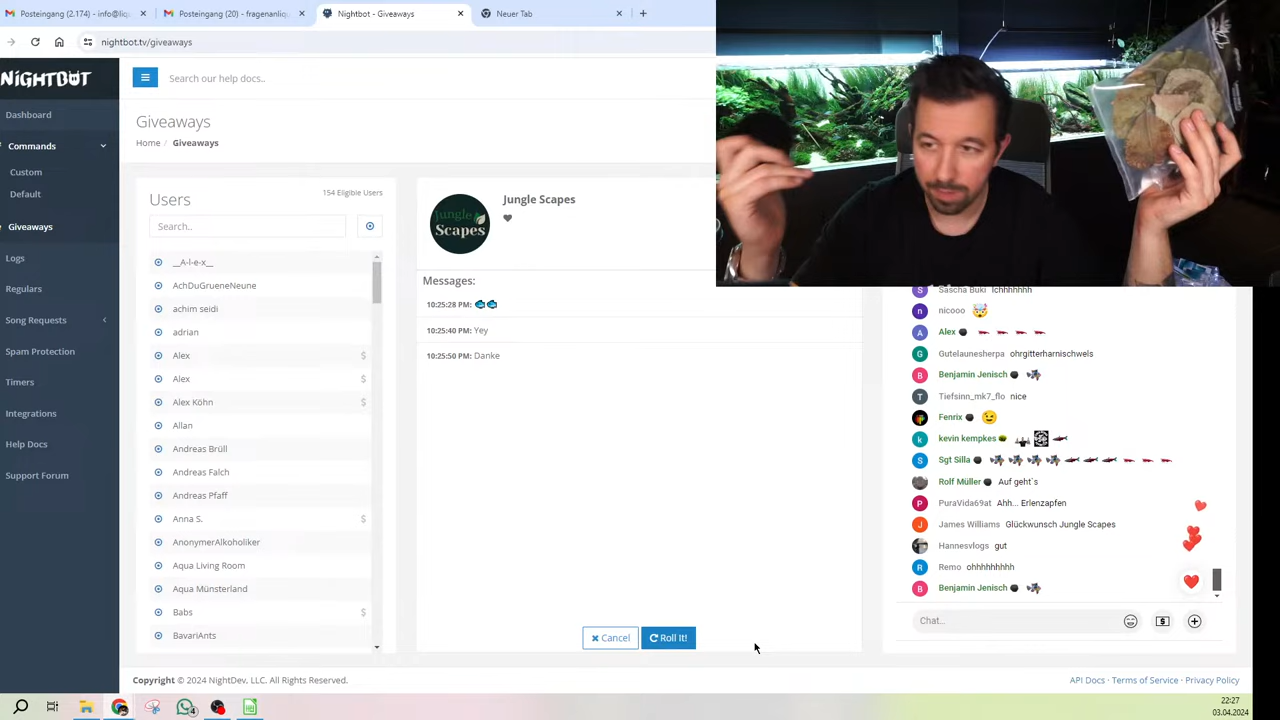 Posteingang (2.174) - info@liq
Posteingang (20) - fragenanliq
Nightbot - Giveaways
Neuer Tab
nightbot.tv/giveaways
NiGHTBOT
Search our help docs..
Dashboard
Commands
Custom
Default
Giveaways
Logs
Regulars
Song Requests
Spam Protection
Timers
Integrations
Help Docs
Support Forum
Giveaways
Home / Giveaways
Users
154 Eligible Users
Search..
__A-l-e-x__
AchDuGrueneNeune
achim seidl
adrian
Alex $
Alex $
Alex Köhn $
Allan
Andreas Brüll
Andreas Falch
Andreas Pfaff
Anna S. $
AnonymerAlkoholiker
Aqua Living Room
Aqua Münsterland
Babs $
BavariAnts
Jungle Scapes
Jungle Scapes
Messages:
10:25:28 PM:
10:25:40 PM: Yey
10:25:50 PM: Danke
Cancel
Roll It!
Sascha Buki Ichhhhhhh
nicooo
Alex
Gutelaunesherpa ohrgitterharnischwels
Benjamin Jenisch
Tiefsinn_mk7_flo nice
Fenrix
kevin kempkes
Sgt Silla
Rolf Müller Auf geht´s
PuraVida69at Ahh... Erlenzapfen
James Williams Glückwunsch Jungle Scapes
Hannesvlogs gut
Remo ohhhhhhhhh
Benjamin Jenisch
Chat...
Copyright © 2024 NightDev, LLC. All Rights Reserved.
API Docs · Terms of Service · Privacy Policy
22:27
03.04.2024